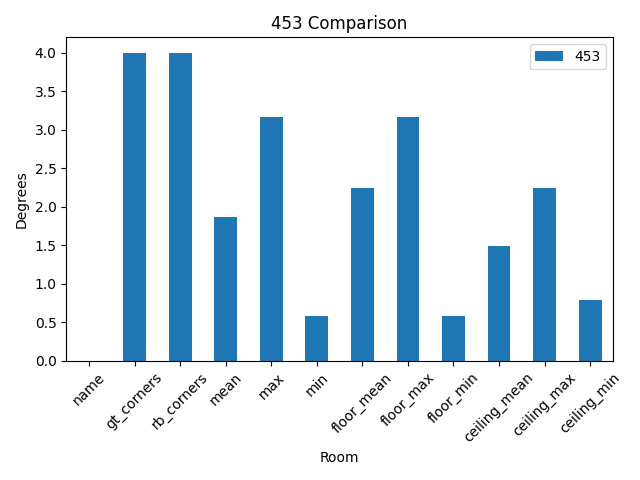 453 Comparison
453
Degrees
4.0
3.5
3.0
2.5
2.0
1.5
1.0
0.5
0.0
name
gt_corners
rb_corners
mean
max
min
floor_mean
floor_max
floor_min
ceiling_mean
ceiling_max
ceiling_min
Room